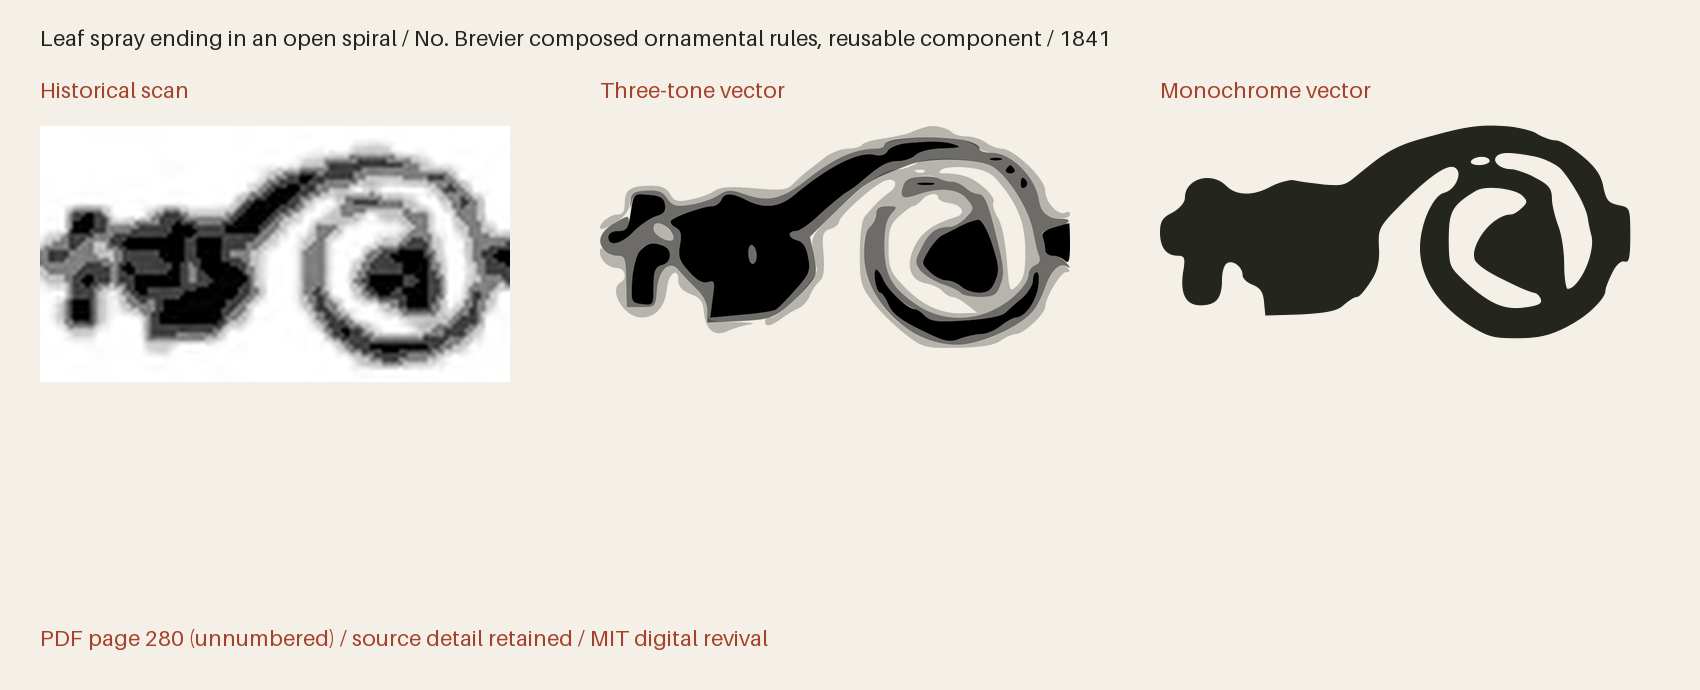 Leaf spray ending in an open spiral / No. Brevier composed ornamental rules, reusable component / 1841
Historical scan
Three-tone vector
Monochrome vector
PDF page 280 (unnumbered) / source detail retained / MIT digital revival